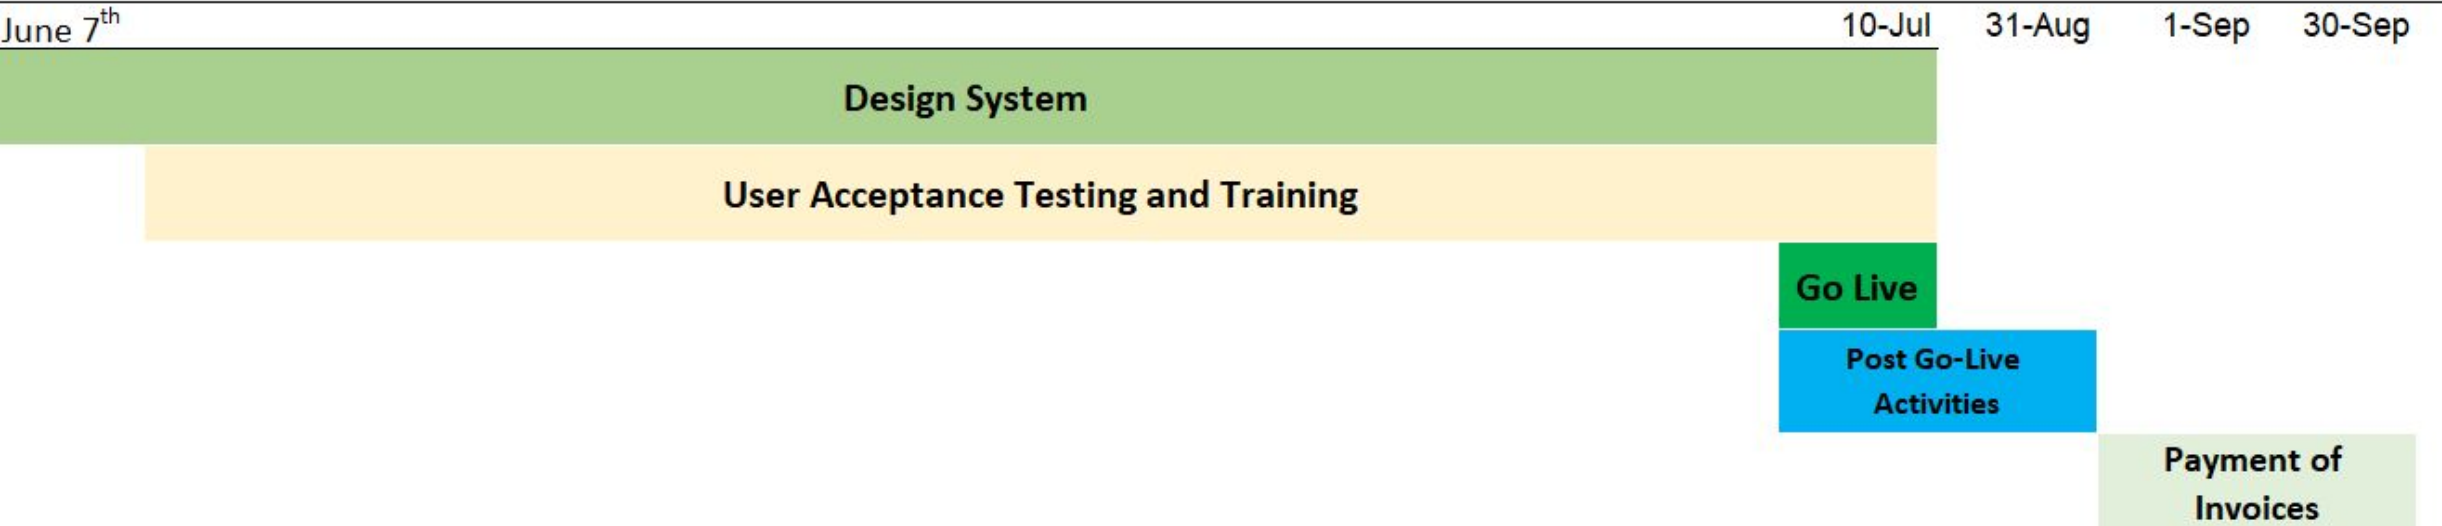 June 7th 10-Jul 31-Aug 1-Sep 30-Sep
Design System
User Acceptance Testing and Training
Go Live
Post Go-Live
Activities
Payment of
Invoices